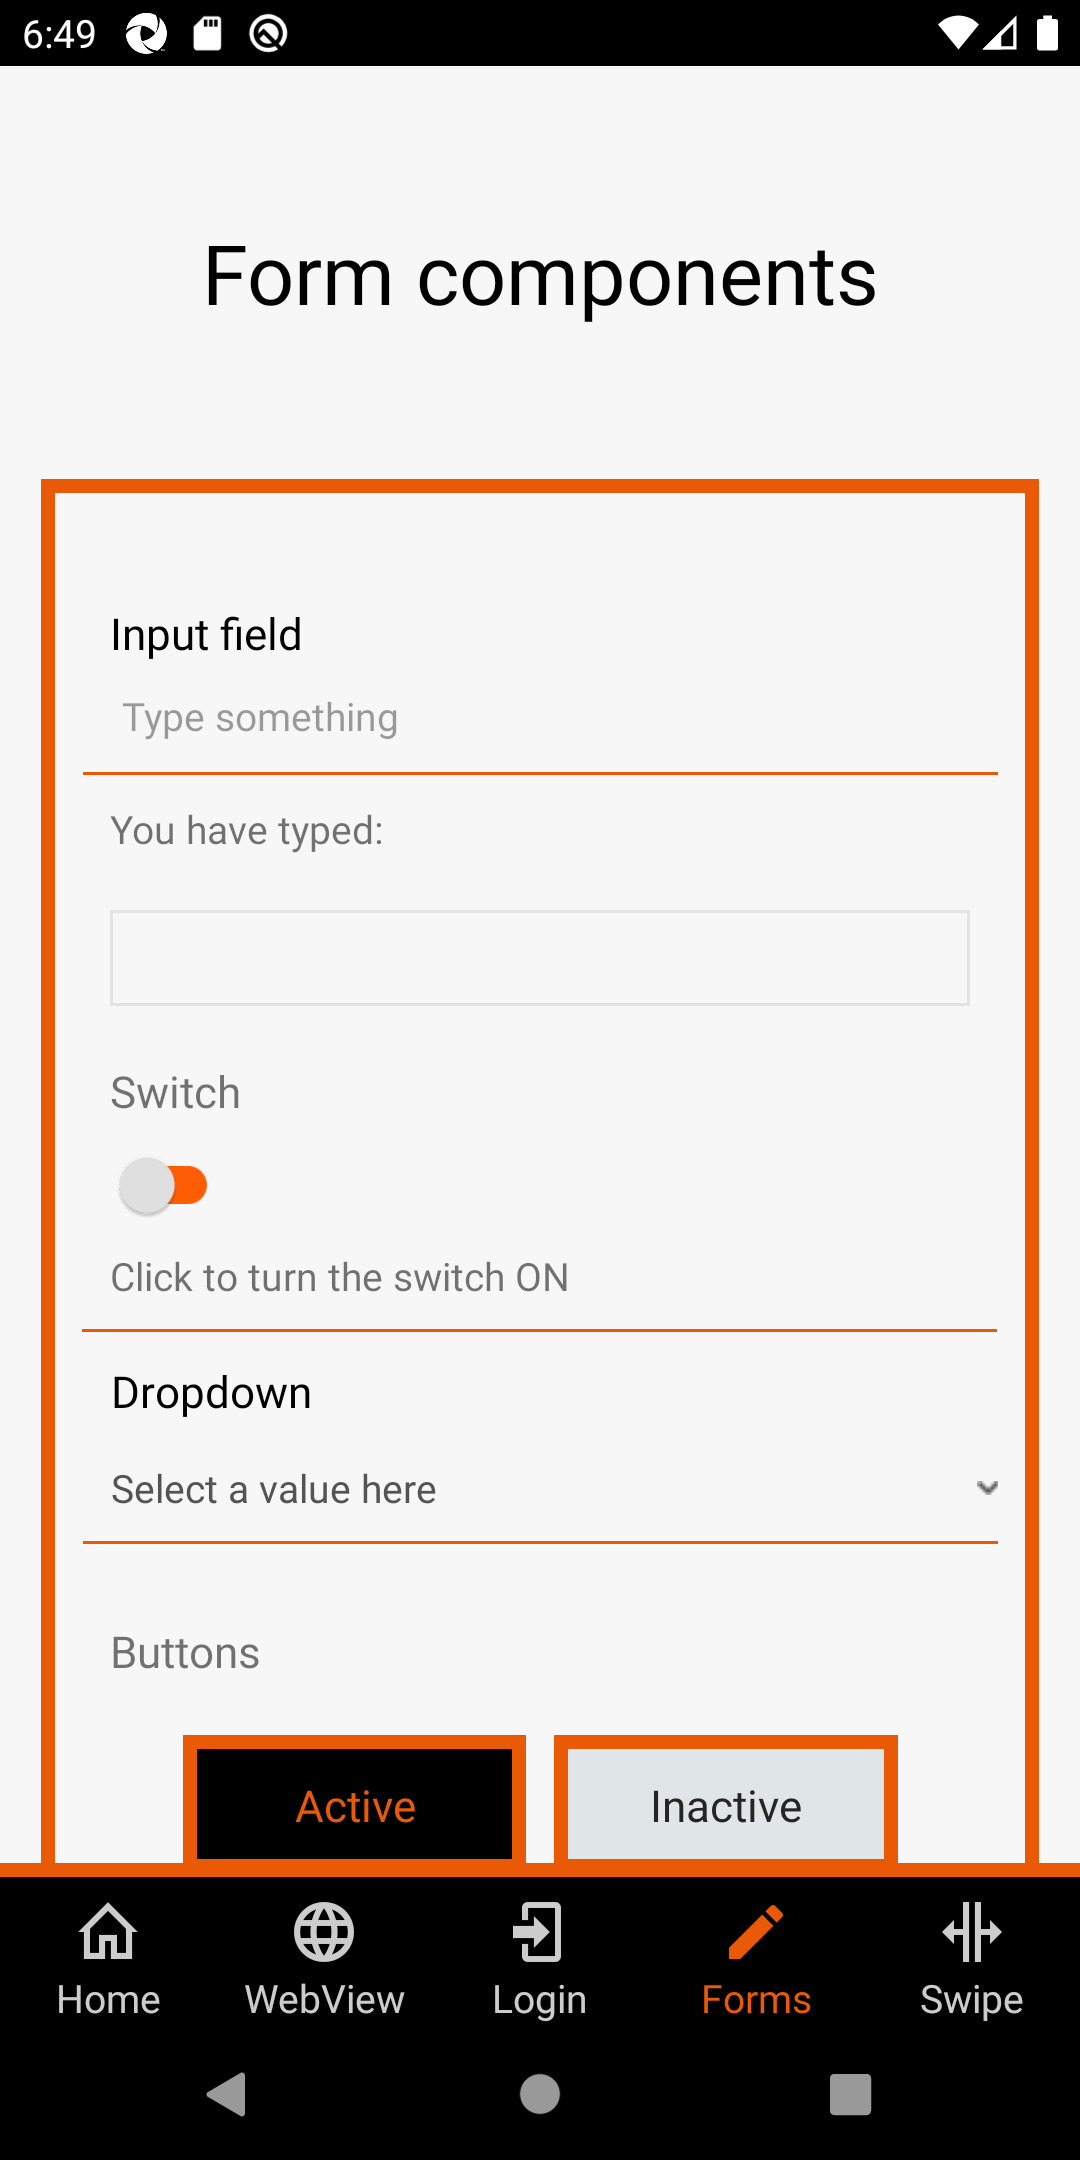 6:49
Form components
Input field
Type something
You have typed:
Switch
Click to turn the switch ON
Dropdown
Select a value here
Buttons
Active Inactive
Home WebView Login Forms Swipe